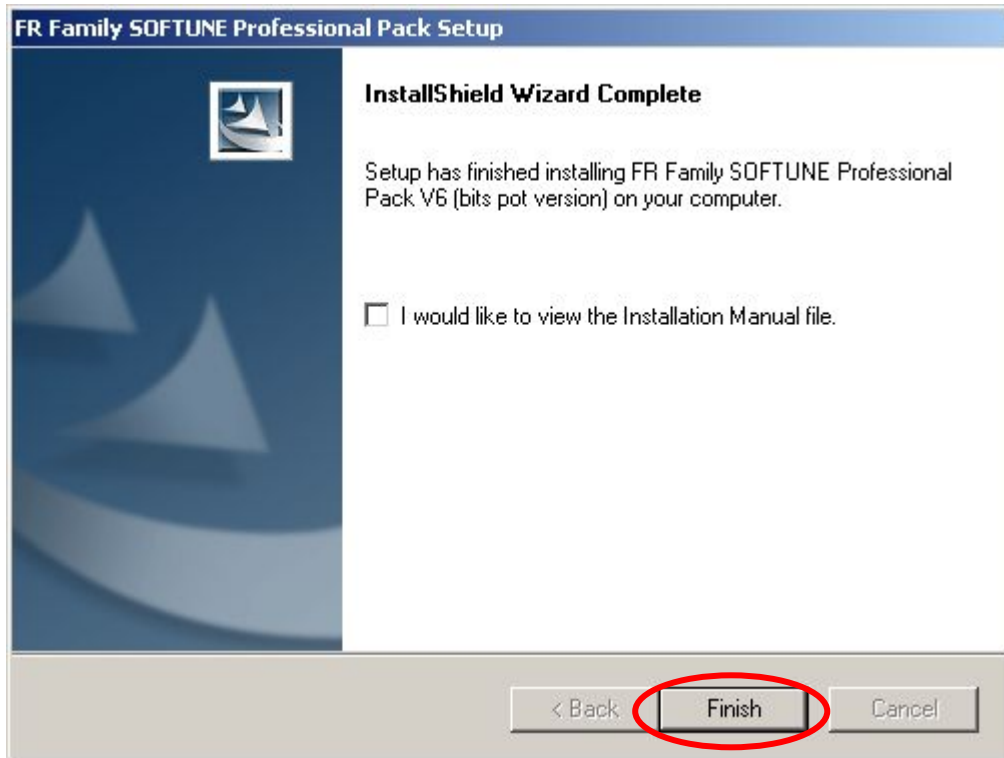 FR Family SOFTUNE Professional Pack Setup
InstallShield Wizard Complete
Setup has finished installing FR Family SOFTUNE Professional
Pack V6 (bits pot version) on your computer.
I would like to view the Installation Manual file.
< Back Finish Cancel